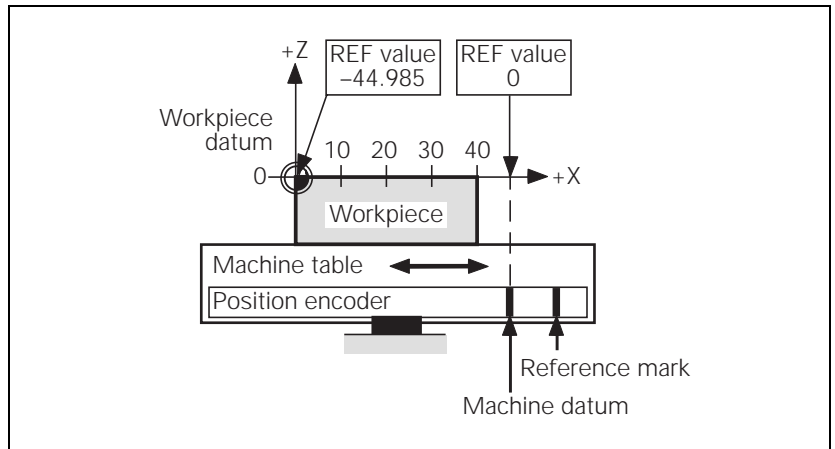 +Z
REF value
–44.985
REF value
0
Workpiece
datum
10 20 30 40
0
+X
Workpiece
Machine table
Position encoder
Reference mark
Machine datum